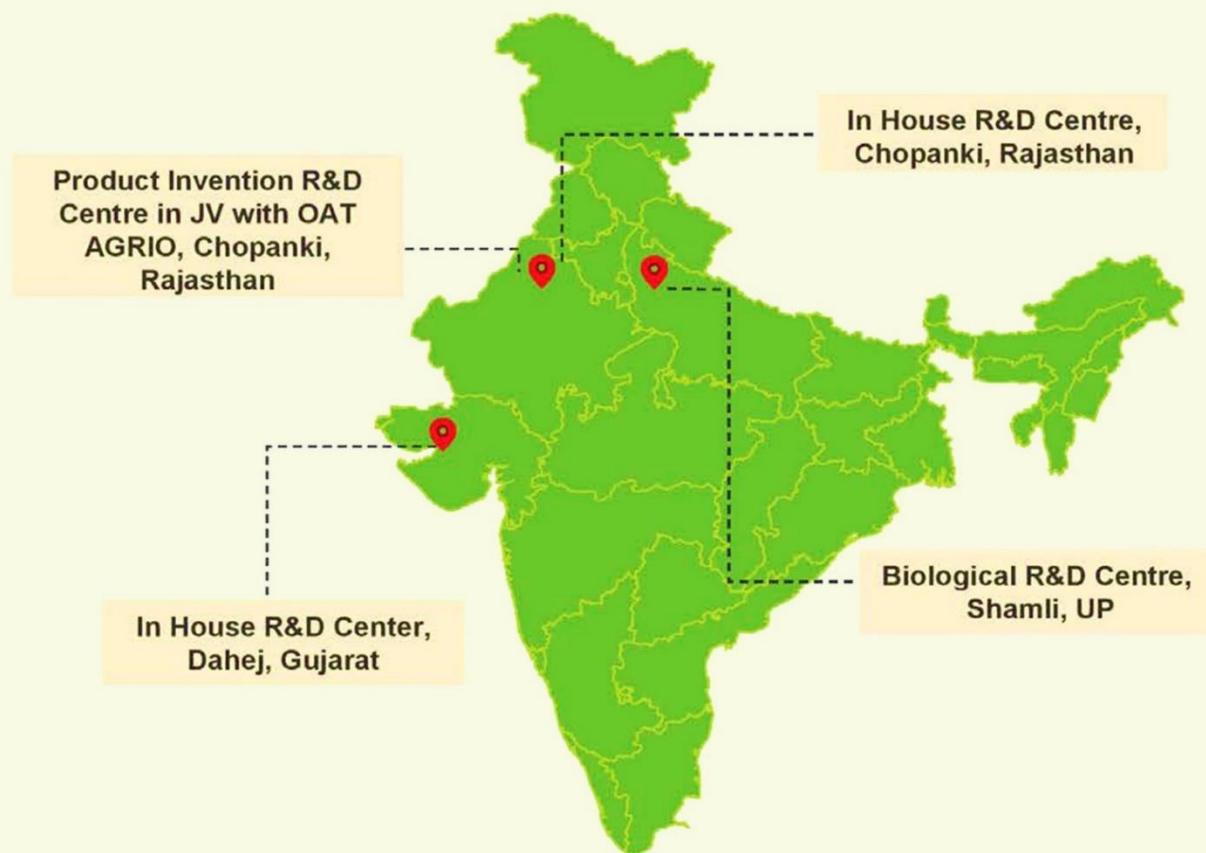 In House R&D Centre,
Chopanki, Rajasthan
Product Invention R&D
Centre in JV with OAT
AGRIO, Chopanki,
Rajasthan
Biological R&D Centre,
Shamli, UP
In House R&D Center,
Dahej, Gujarat